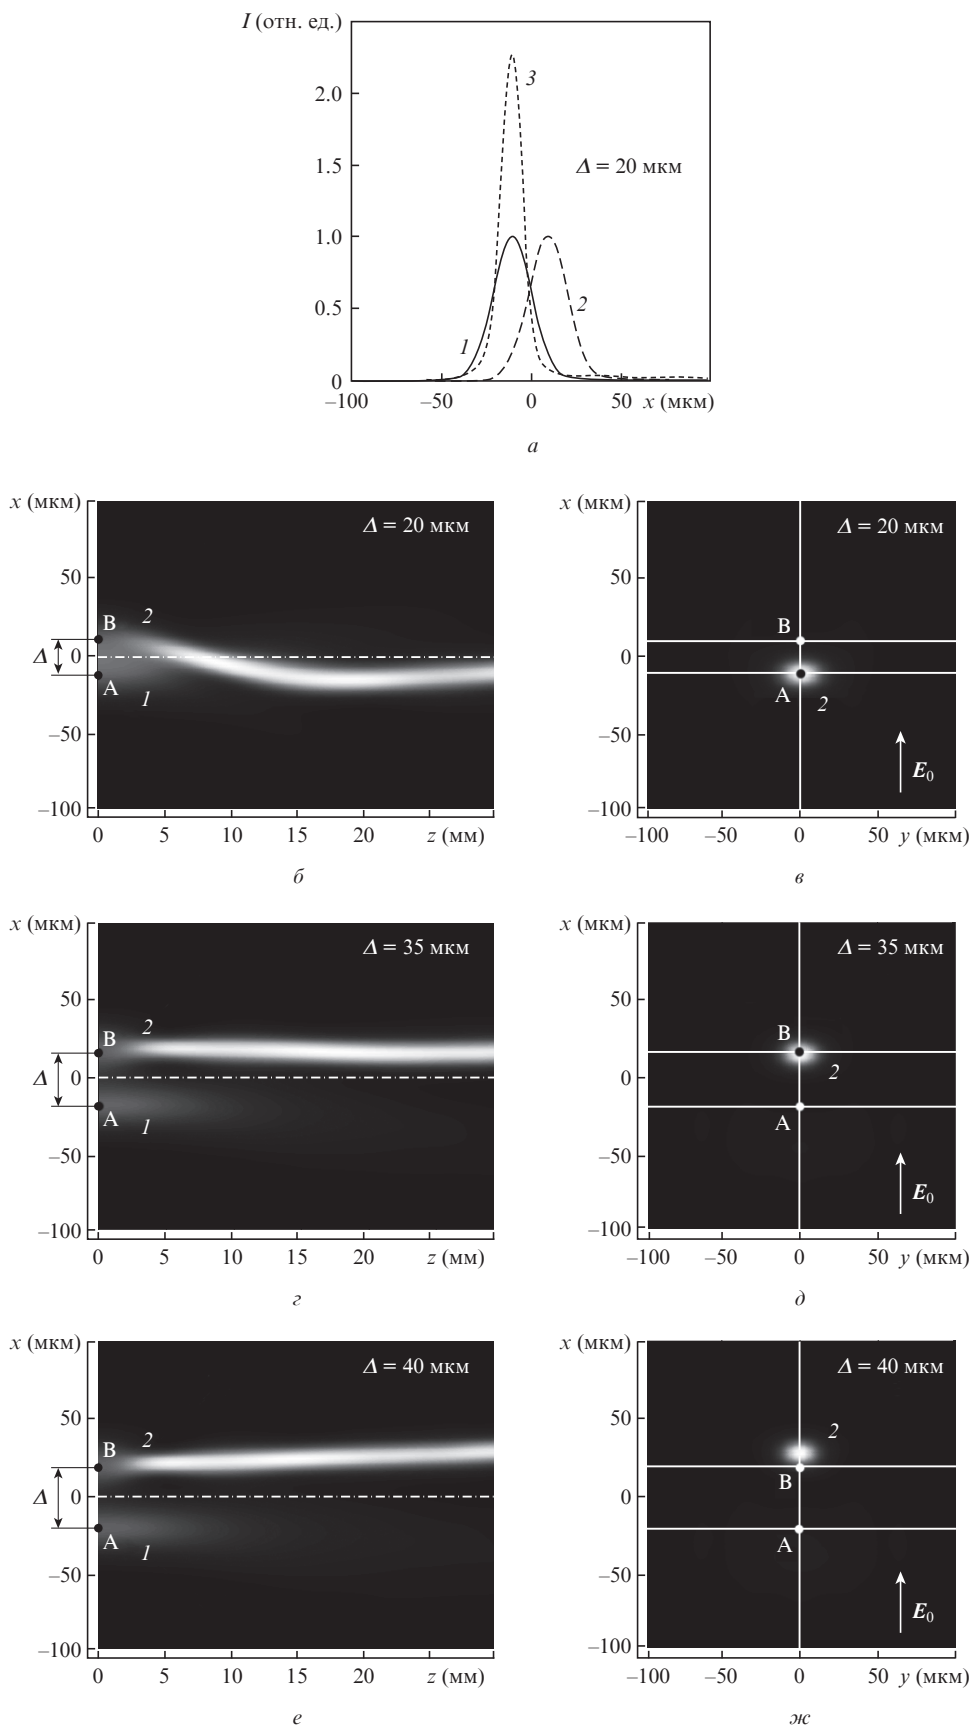 I (отн. ед.)
2.0
1.5
1.0
0.5
0
3
Δ = 20 мкм
2
1
–100 –50 0 50 x (мкм)
а
x (мкм)
Δ = 20 мкм
50
B 2
Δ 0
A 1
–50
–100
0 5 10 15 20 z (мм)
б
x (мкм)
Δ = 20 мкм
50
B
0
A 2
–50
E0
–100
–100 –50 0 50 y (мкм)
в
x (мкм)
Δ = 35 мкм
50
B 2
Δ 0
A 1
–50
–100
0 5 10 15 20 z (мм)
г
x (мкм)
Δ = 35 мкм
50
B
2
0
A
–50
E0
–100
–100 –50 0 50 y (мкм)
д
x (мкм)
Δ = 40 мкм
50
B 2
Δ 0
A 1
–50
–100
0 5 10 15 20 z (мм)
е
x (мкм)
Δ = 40 мкм
50
2
B
0
A
–50
E0
–100
–100 –50 0 50 y (мкм)
ж